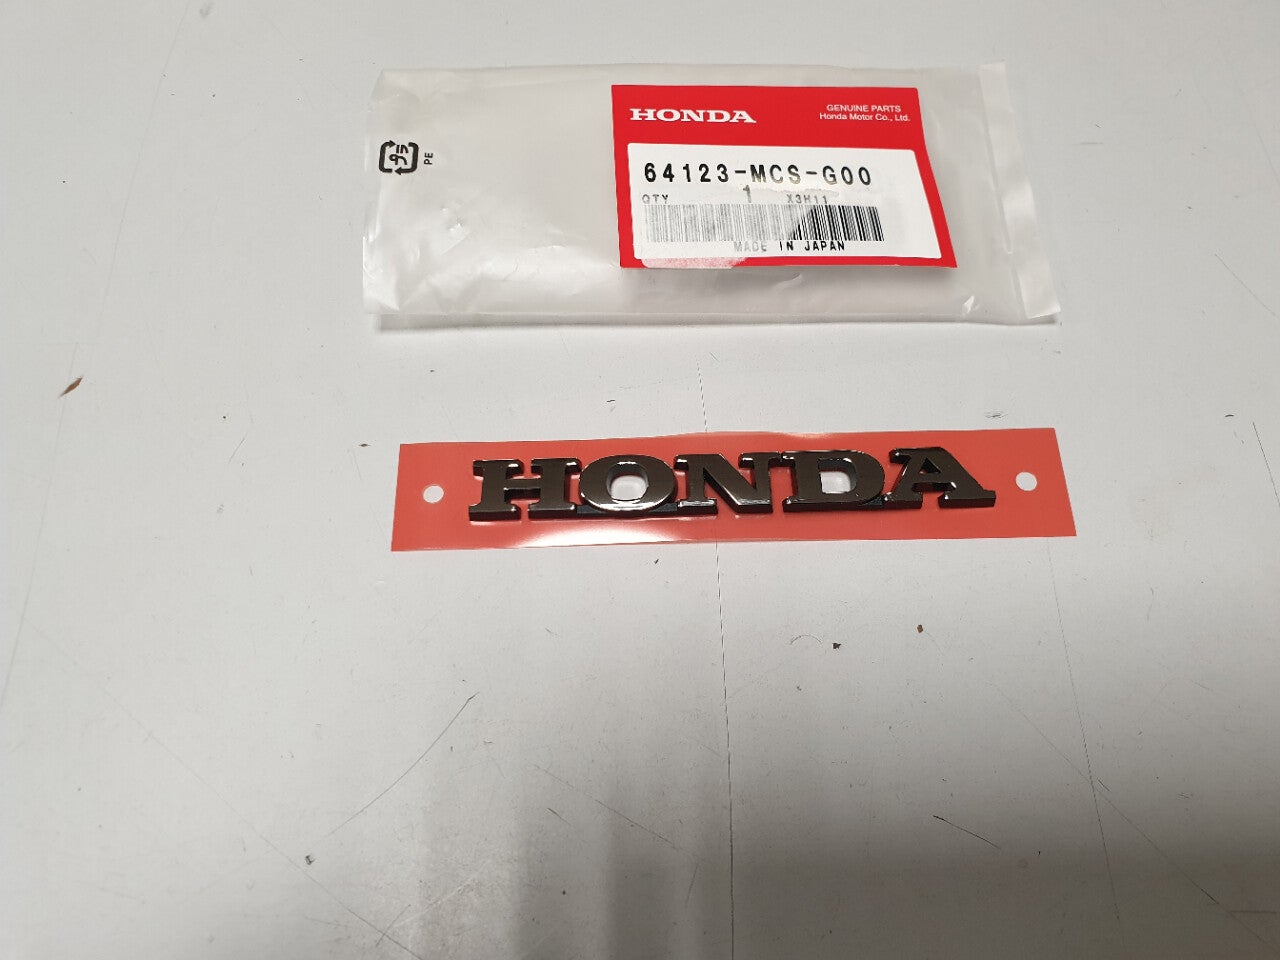 HONDA
GENUINE PARTS
Honda Motor Co., Ltd.
64123-MCS-G00
QTY 1 X3H11
MADE IN JAPAN
PE
HONDA